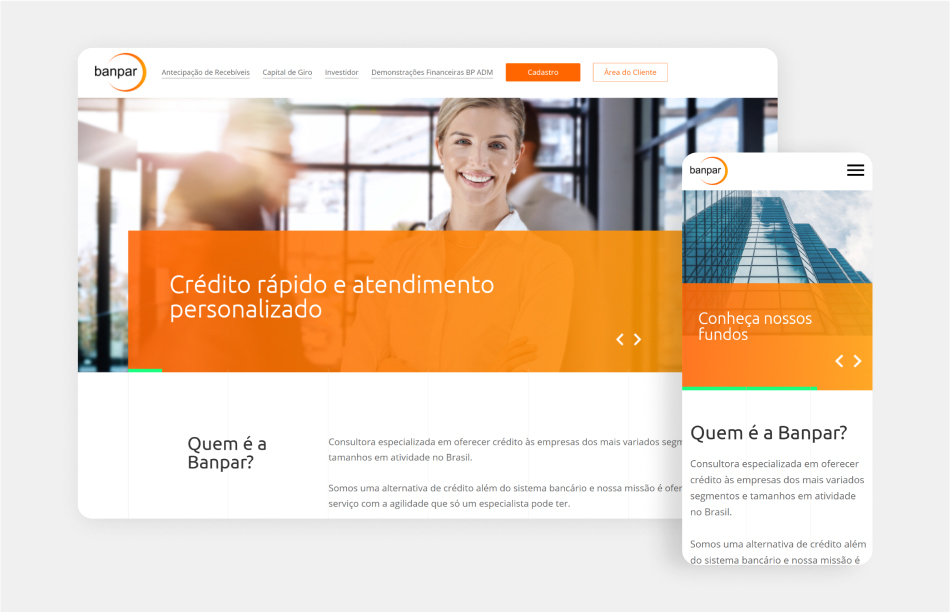 banpar
Antecipação de Recebíveis
Capital de Giro
Investidor
Demonstrações Financeiras BP ADM
Cadastro
Área do Cliente
Crédito rápido e atendimento
personalizado
Quem é a
Banpar?
Consultora especializada em oferecer crédito às empresas dos mais variados segm
tamanhos em atividade no Brasil.
Somos uma alternativa de crédito além do sistema bancário e nossa missão é ofer
serviço com a agilidade que só um especialista pode ter.
banpar
Conheça nossos
fundos
Quem é a Banpar?
Consultora especializada em oferecer
crédito às empresas dos mais variados
segmentos e tamanhos em atividade
no Brasil.
Somos uma alternativa de crédito além
do sistema bancário e nossa missão é